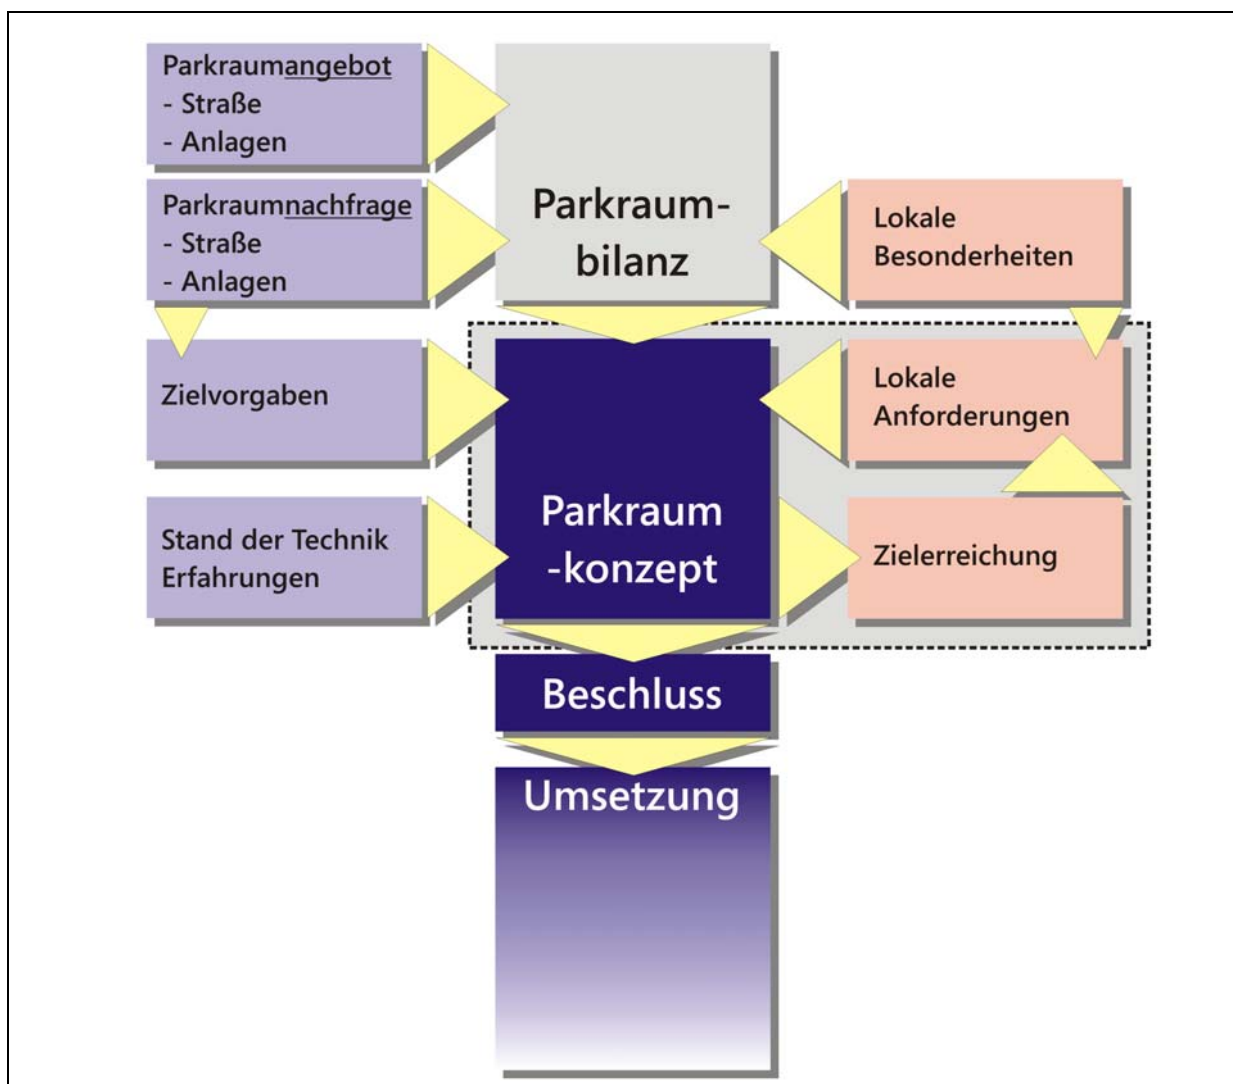 Parkraumangebot
- Straße
- Anlagen
Parkraumnachfrage
- Straße
- Anlagen
Zielvorgaben
Stand der Technik
Erfahrungen
Parkraum-
bilanz
Parkraum
-konzept
Beschluss
Umsetzung
Lokale
Besonderheiten
Lokale
Anforderungen
Zielerreichung